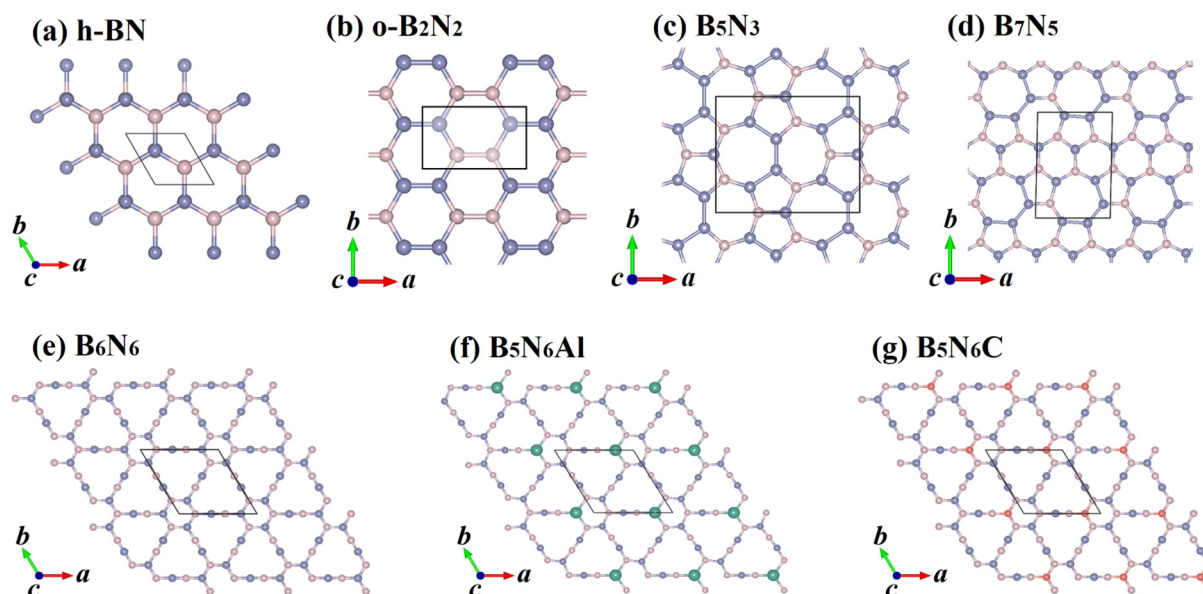 (a) h-BN
(b) o-B₂N₂
(c) B₅N₃
(d) B₇N₅
b
c
a
b
c
a
b
c
a
b
c
a
(e) B₆N₆
(f) B₅N₆Al
(g) B₅N₆C
b
c
a
b
c
a
b
c
a